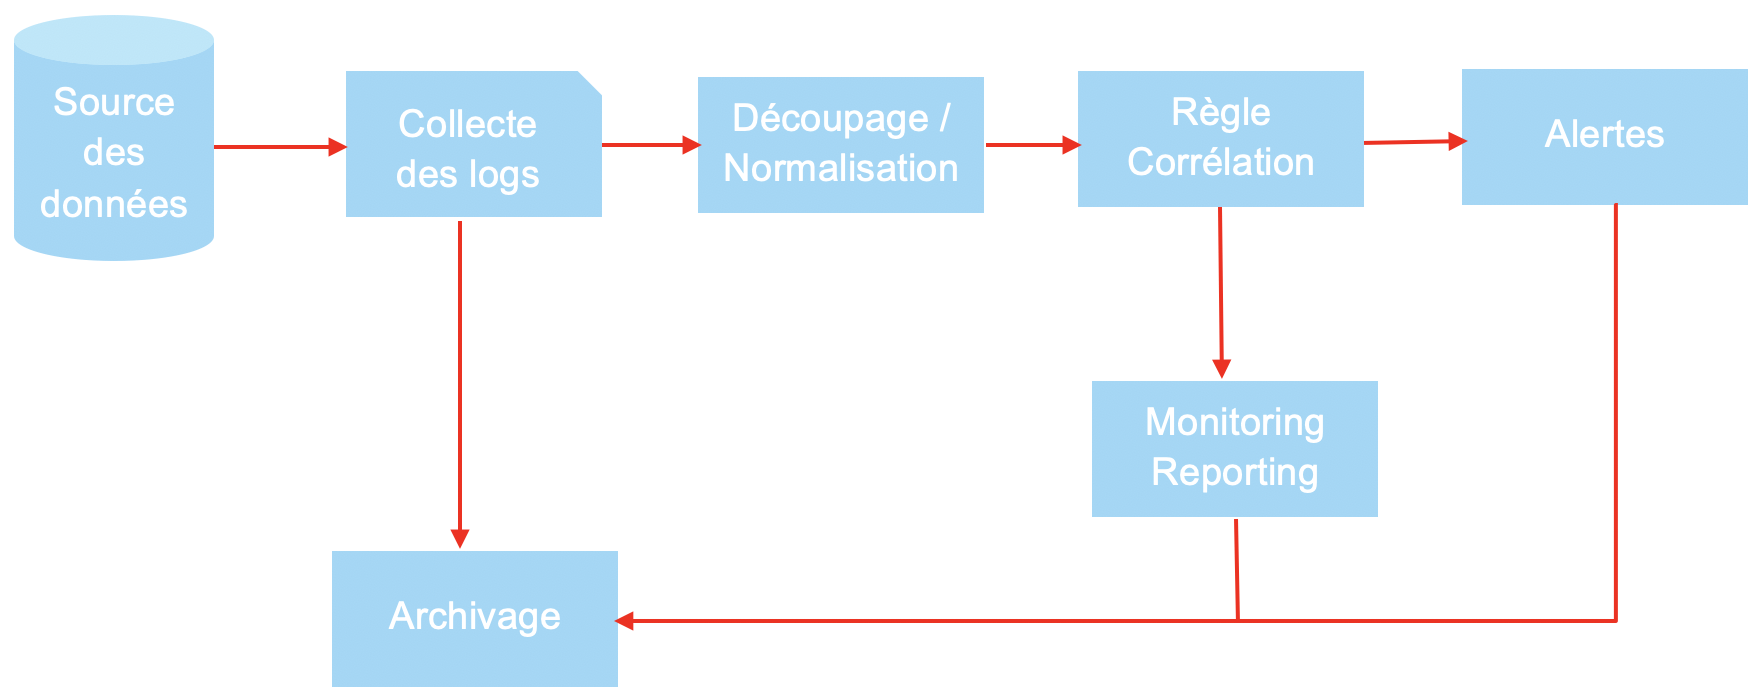 Source
des
données
Collecte
des logs
Découpage /
Normalisation
Règle
Corrélation
Alertes
Monitoring
Reporting
Archivage